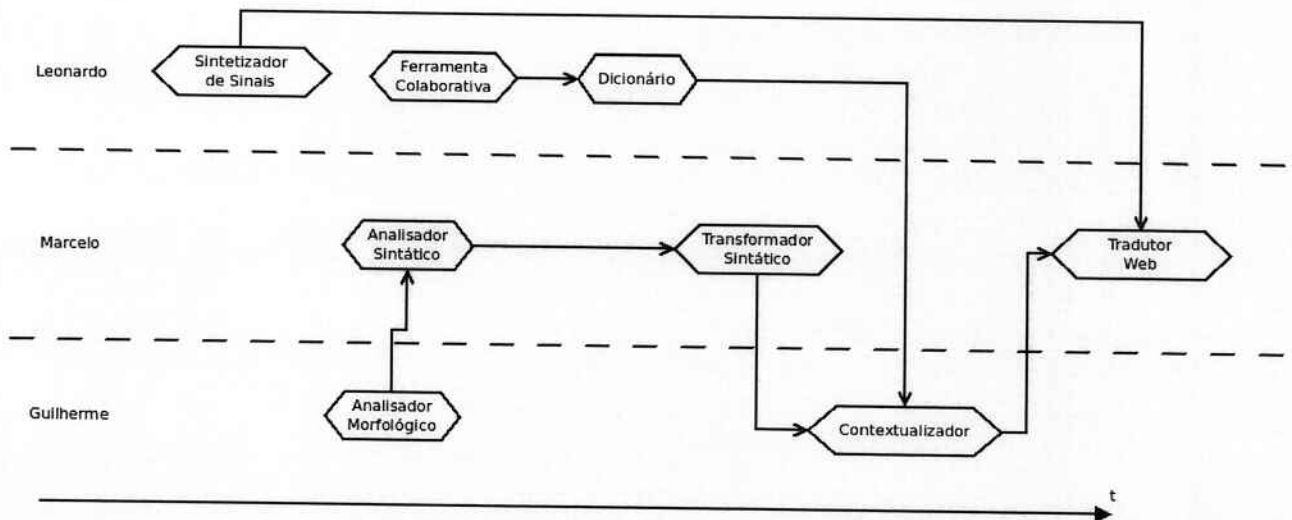 Leonardo
Sintetizador
de Sinais
Ferramenta
Colaborativa
Dicionário
Marcelo
Analisador
Sintático
Transformador
Sintático
Tradutor
Web
Guilherme
Analisador
Morfológico
Contextualizador
t